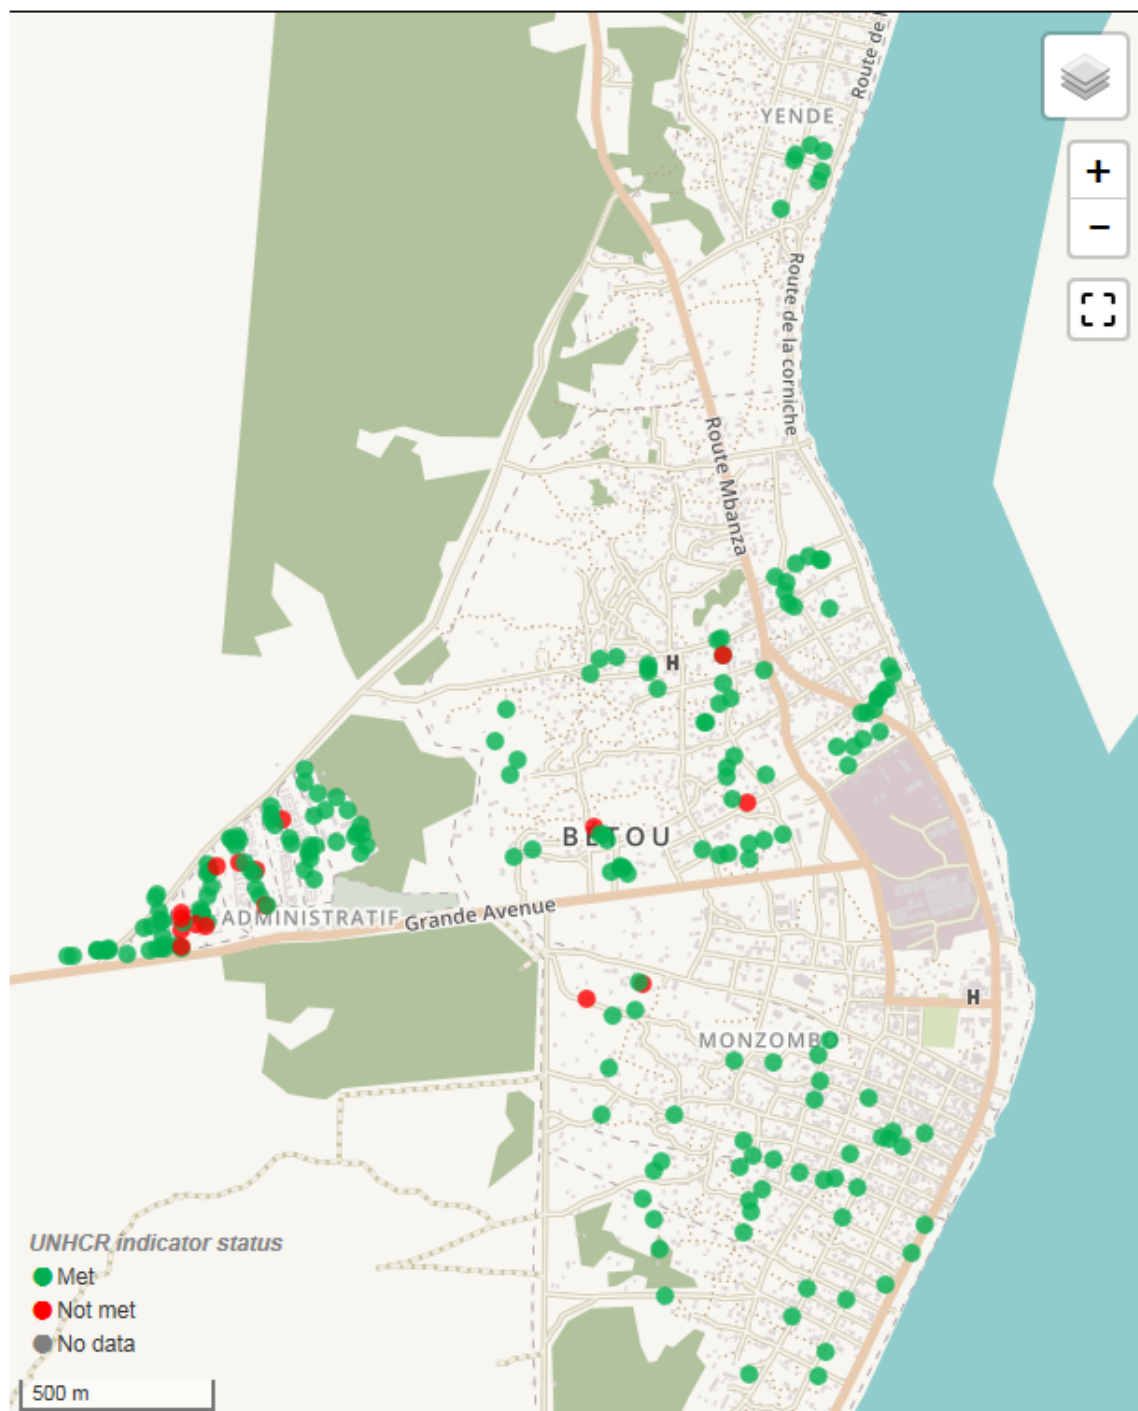 Route de
YENDE
+
−
Route de la corniche
Route Mbanza
H
BETOU
ADMINISTRATIF
Grande Avenue
H
MONZOMBO
UNHCR indicator status
Met
Not met
No data
500 m